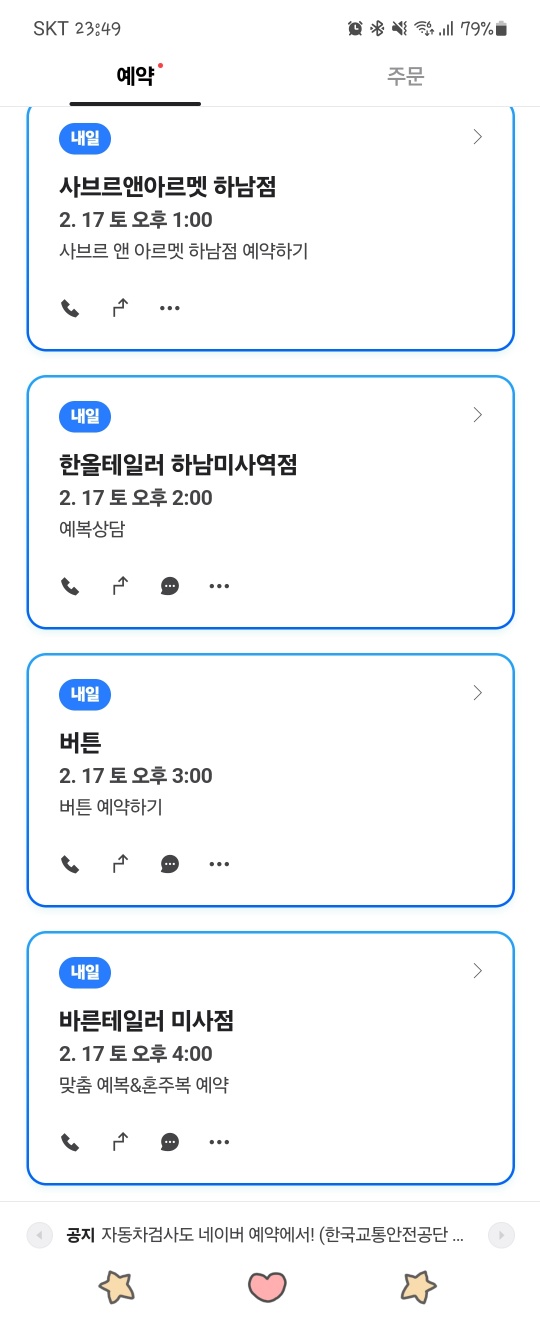 SKT 23:49 79%
예약 주문
내일
사브르앤아르멧 하남점
2. 17 토 오후 1:00
사브르 앤 아르멧 하남점 예약하기
내일
한올테일러 하남미사역점
2. 17 토 오후 2:00
예복상담
내일
버튼
2. 17 토 오후 3:00
버튼 예약하기
내일
바른테일러 미사점
2. 17 토 오후 4:00
맞춤 예복&혼주복 예약
공지 자동차검사도 네이버 예약에서! (한국교통안전공단 ...